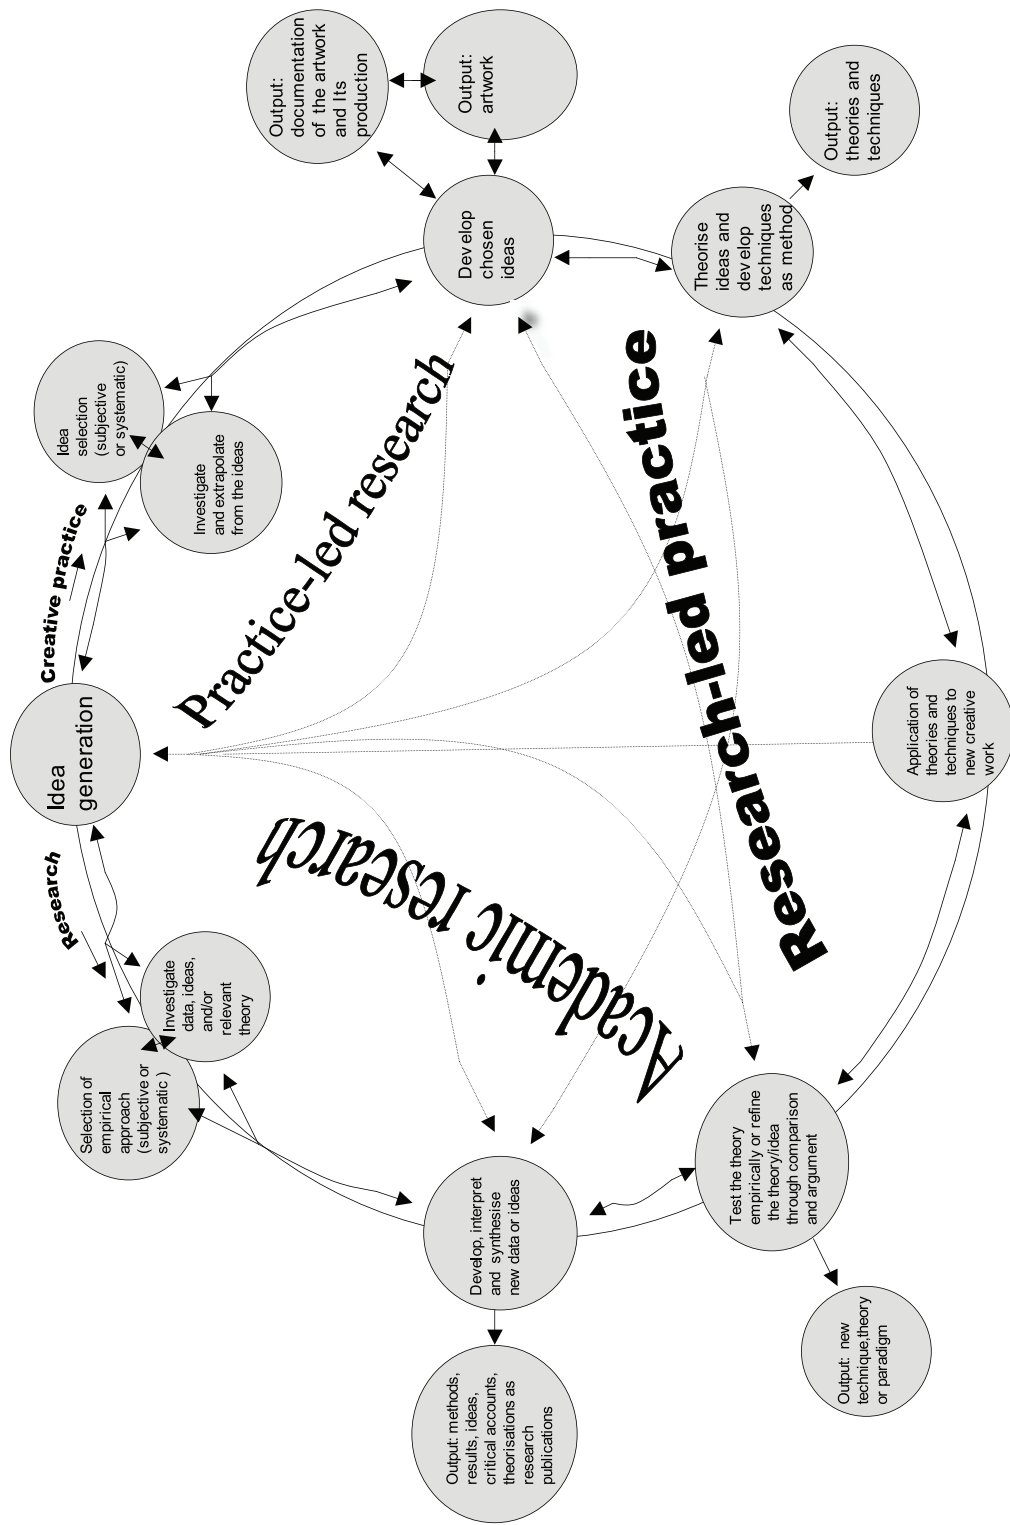 Idea
generation
Creative practice
Research
Idea
selection
(subjective
or systematic)
Investigate
and extrapolate
from the ideas
Develop
chosen
ideas
Output:
documentation
of the artwork
and Its
production
Output:
artwork
Theorise
ideas and
develop
techniques
as method
Output:
theories and
techniques
Application of
theories and
techniques to
new creative
work
Test the theory
empirically or refine
the theory/idea
through comparison
and argument
Output: new
technique,theory
or paradigm
Develop, interpret
and synthesise
new data or ideas
Output: methods,
results, ideas,
critical accounts,
theorisations as
research
publications
Selection of
empirical
approach
(subjective or
systematic )
Investigate
data, ideas,
and/or
relevant
theory
Practice-led research
Academic research
Research-led practice